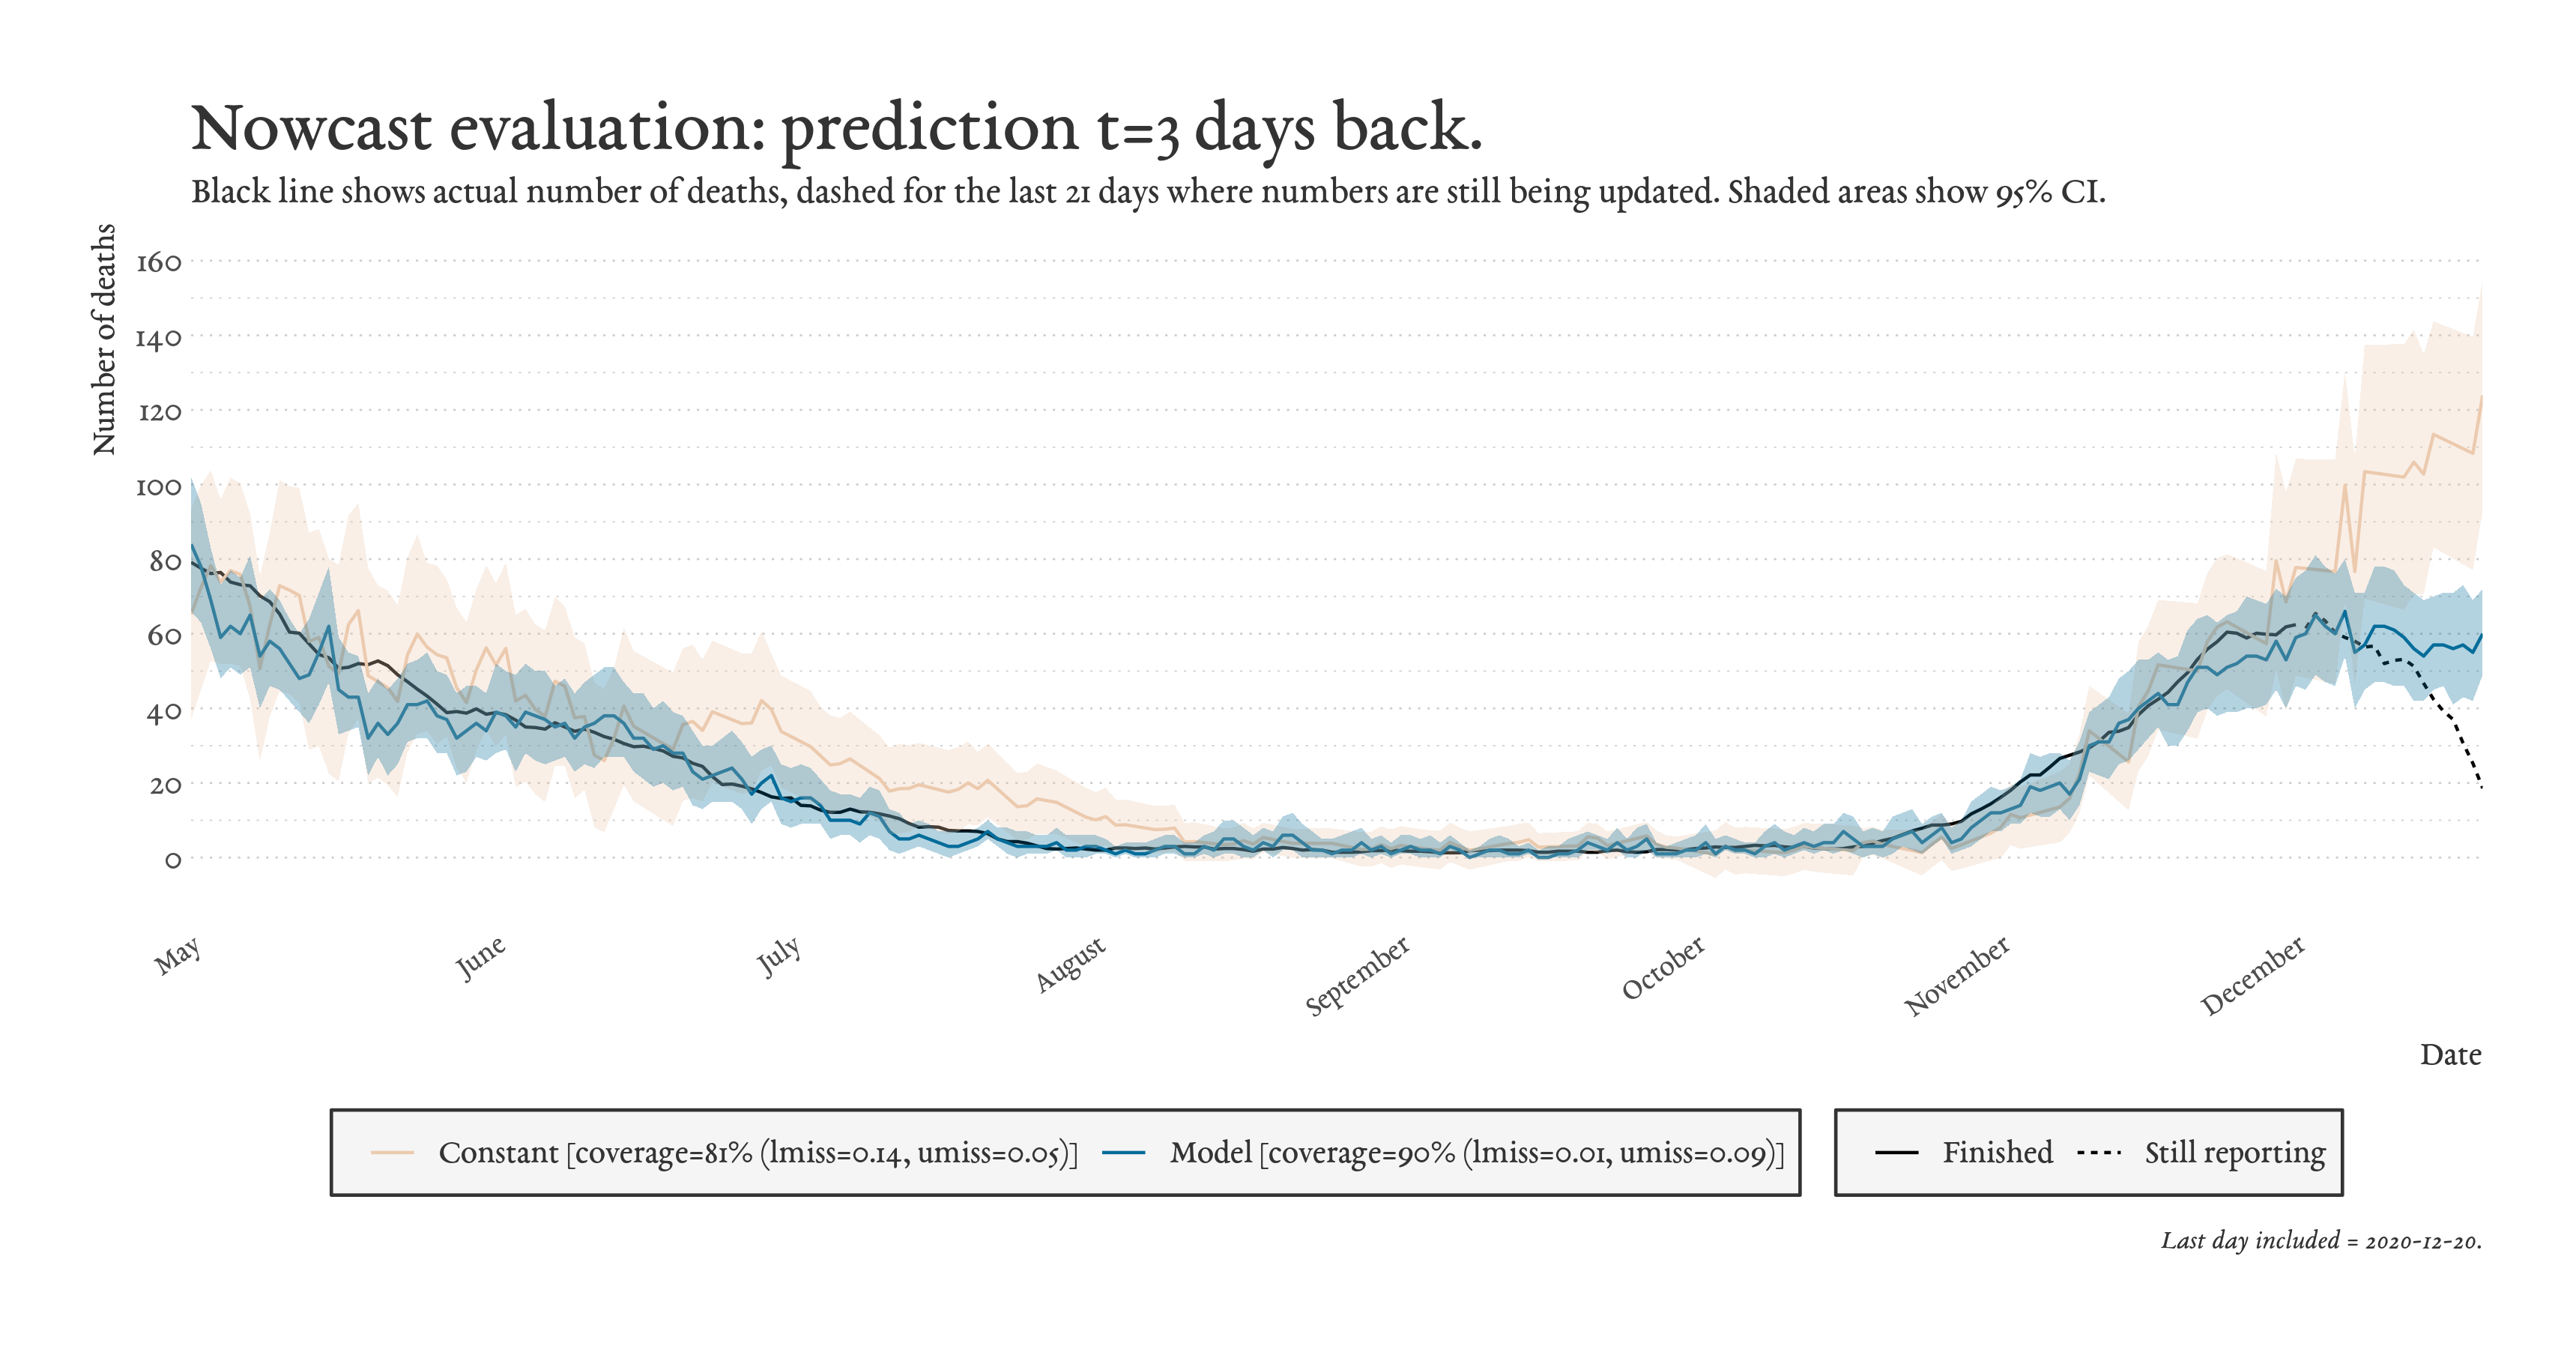 Nowcast evaluation: prediction t=3 days back.
Black line shows actual number of deaths, dashed for the last 21 days where numbers are still being updated. Shaded areas show 95% CI.
Number of deaths
160
140
120
100
80
60
40
20
0
May
June
July
August
September
October
November
December
Date
Constant [coverage=81% (lmiss=0.14, umiss=0.05)]
Model [coverage=90% (lmiss=0.01, umiss=0.09)]
Finished
Still reporting
Last day included = 2020-12-20.